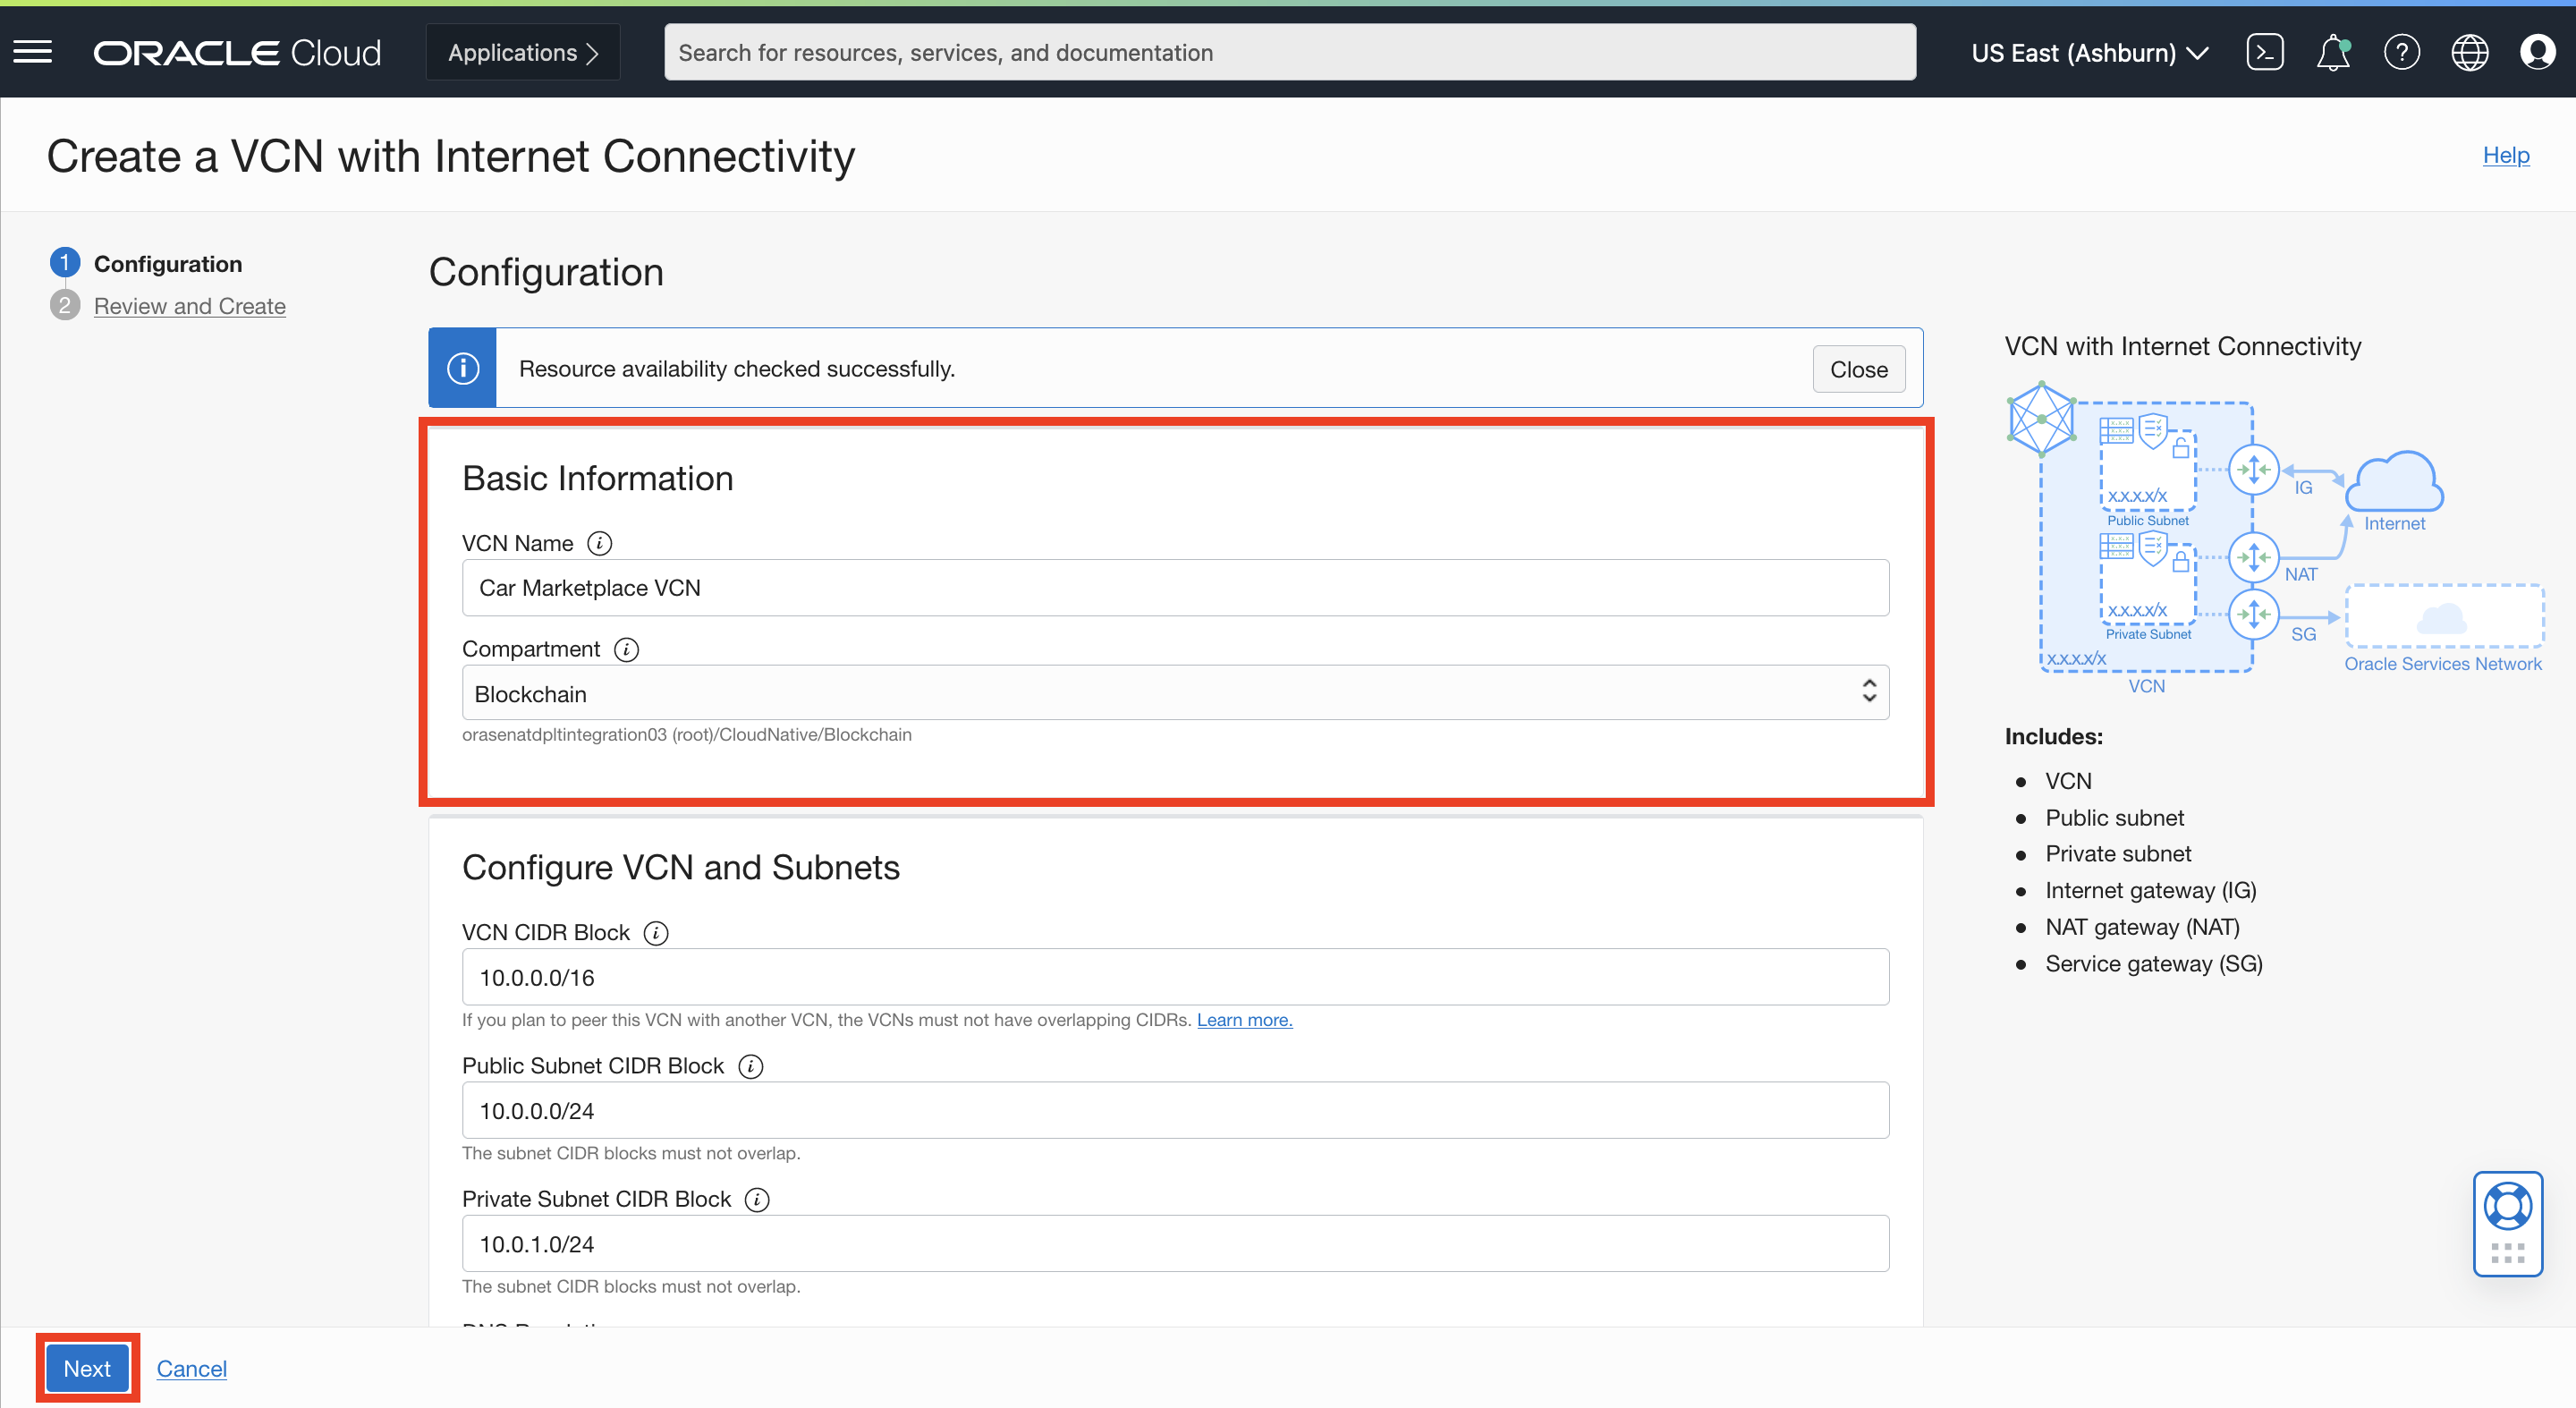 ORACLE Cloud
Applications
Search for resources, services, and documentation
US East (Ashburn)
Create a VCN with Internet Connectivity
Help
1 Configuration
2 Review and Create
Configuration
Resource availability checked successfully.
Close
Basic Information
VCN Name
Car Marketplace VCN
Compartment
Blockchain
orasenatdpltintegration03 (root)/CloudNative/Blockchain
Configure VCN and Subnets
VCN CIDR Block
10.0.0.0/16
If you plan to peer this VCN with another VCN, the VCNs must not have overlapping CIDRs. Learn more.
Public Subnet CIDR Block
10.0.0.0/24
The subnet CIDR blocks must not overlap.
Private Subnet CIDR Block
10.0.1.0/24
The subnet CIDR blocks must not overlap.
VCN with Internet Connectivity
x.x.x.x/x
Public Subnet
IG
Internet
NAT
x.x.x.x/x
Private Subnet
SG
x.x.x.x/x
Oracle Services Network
VCN
Includes:
VCN
Public subnet
Private subnet
Internet gateway (IG)
NAT gateway (NAT)
Service gateway (SG)
Next
Cancel